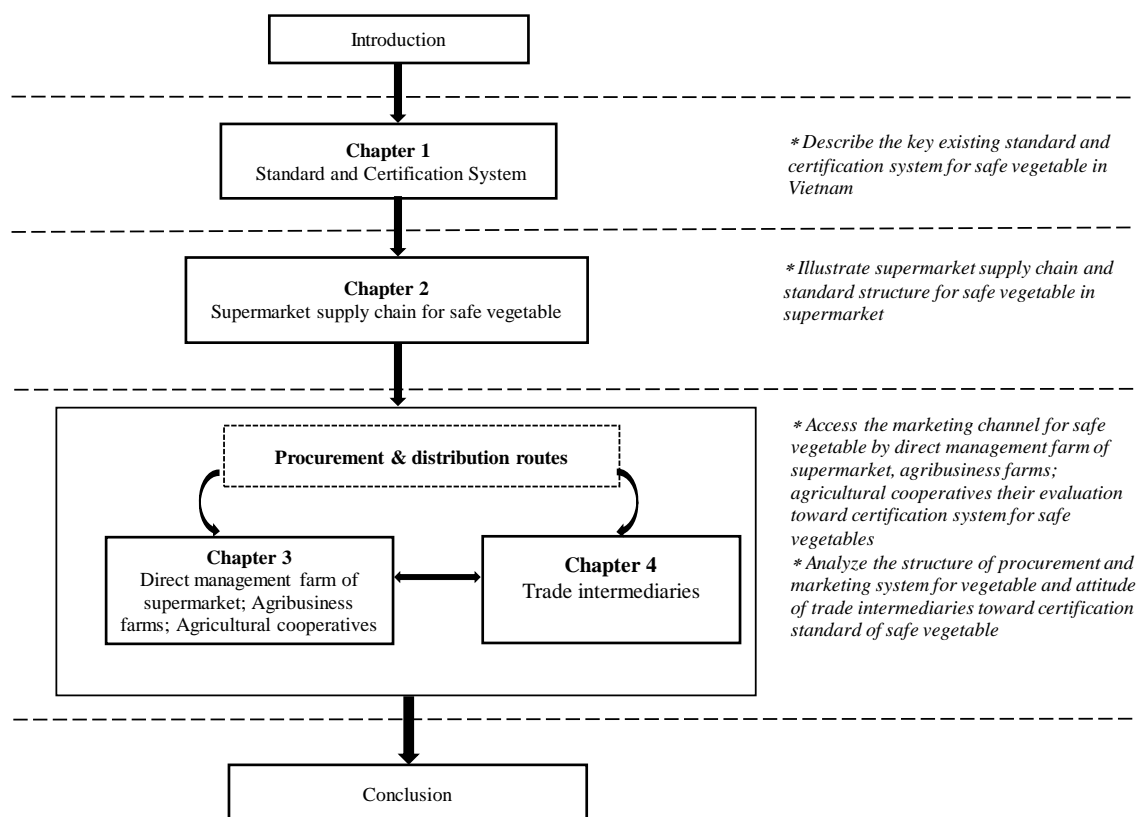 Introduction
Chapter 1
Standard and Certification System
* Describe the key existing standard and
certification system for safe vegetable in
Vietnam
Chapter 2
Supermarket supply chain for safe vegetable
* Illustrate supermarket supply chain and
standard structure for safe vegetable in
supermarket
Procurement & distribution routes
Chapter 3
Direct management farm of
supermarket; Agribusiness
farms; Agricultural cooperatives
Chapter 4
Trade intermediaries
* Access the marketing channel for safe
vegetable by direct management farm of
supermarket, agribusiness farms;
agricultural cooperatives their evaluation
toward certification system for safe
vegetables
* Analyze the structure of procurement and
marketing system for vegetable and attitude
of trade intermediaries toward certification
standard of safe vegetable
Conclusion